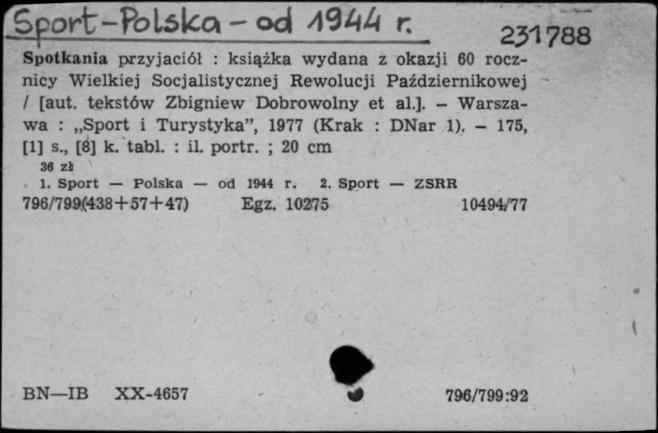 Sport-Polska - od 1944 r.
231788
Spotkania przyjaciół : książka wydana z okazji 60 rocz-
nicy Wielkiej Socjalistycznej Rewolucji Październikowej
/ [aut. tekstów Zbigniew Dobrowolny et al.]. — Warsza-
wa : „Sport i Turystyka”, 1977 (Krak : DNar 1). — 175,
[1] s., [8] k. tabl. : il. portr. ; 20 cm
36 zł
1. Sport — Polska — od 1944 r. 2. Sport — ZSRR
796/799(438+57+47) Egz. 10275 10494/77
BN—IB XX-4657 796/799:92